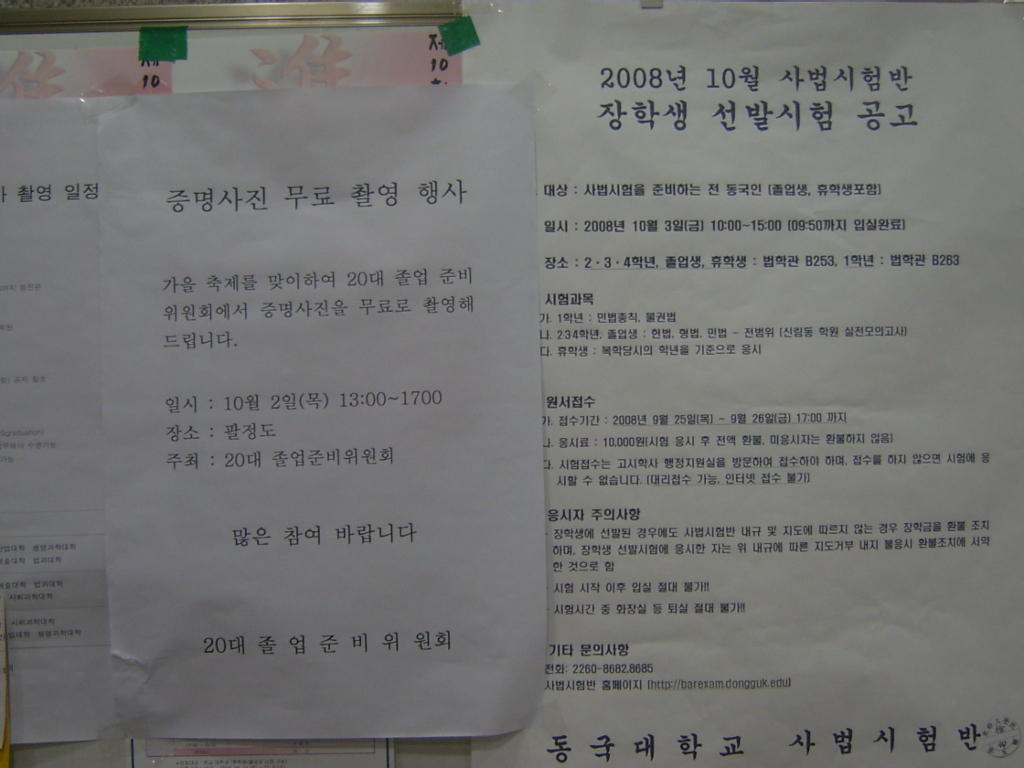 촬영 일정
증명사진 무료 촬영 행사
가을 축제를 맞이하여 20대 졸업 준비
위원회에서 증명사진을 무료로 촬영해
드립니다.
일시 : 10월 2일(목) 13:00~1700
장소 : 팔정도
주최 : 20대 졸업준비위원회
많은 참여 바랍니다
20대 졸 업 준 비 위 원회
2008년 10월 사법시험반
장학생 선발시험 공고
대상 : 사법시험을 준비하는 전 동국인 (졸업생, 휴학생포함)
일시 : 2008년 10월 3일(금) 10:00~15:00 (09:50까지 입실완료)
장소 : 2·3·4학년, 졸업생, 휴학생 : 법학관 B253, 1학년 : 법학관 B263
시험과목
가. 1학년 : 민법총칙, 물권법
나. 234학년, 졸업생 : 헌법, 형법, 민법 - 전범위 (신림동 학원 실전모의고사)
다. 휴학생 : 복학당시의 학년을 기준으로 응시
원서접수
가. 접수기간 : 2008년 9월 25일(목) ~ 9월 26일(금) 17:00 까지
나. 응시료 : 10,000원(시험 응시 후 전액 환불, 미응시자는 환불하지 않음)
다. 시험접수는 고시학사 행정지원실을 방문하여 접수하야 하며, 접수를 하지 않으면 시험에 응
시할 수 없습니다. (대리접수 가능, 인터넷 접수 불가)
응시자 주의사항
- 장학생에 선발된 경우에도 사법시험반 내규 및 지도에 따르지 않는 경우 장학금을 환불 조치
하며, 장학생 선발시험에 응시한 자는 위 내규에 따른 지도거부 내지 불응시 환불조치에 서약
한 것으로 함
- 시험 시작 이후 입실 절대 불가!!
- 시험시간 중 화장실 등 퇴실 절대 불가!!
기타 문의사항
전화: 2260-8682,8685
사법시험반 홈페이지 (http://barexam.dongguk.edu)
동 국 대 학 교 사 법 시 험 반